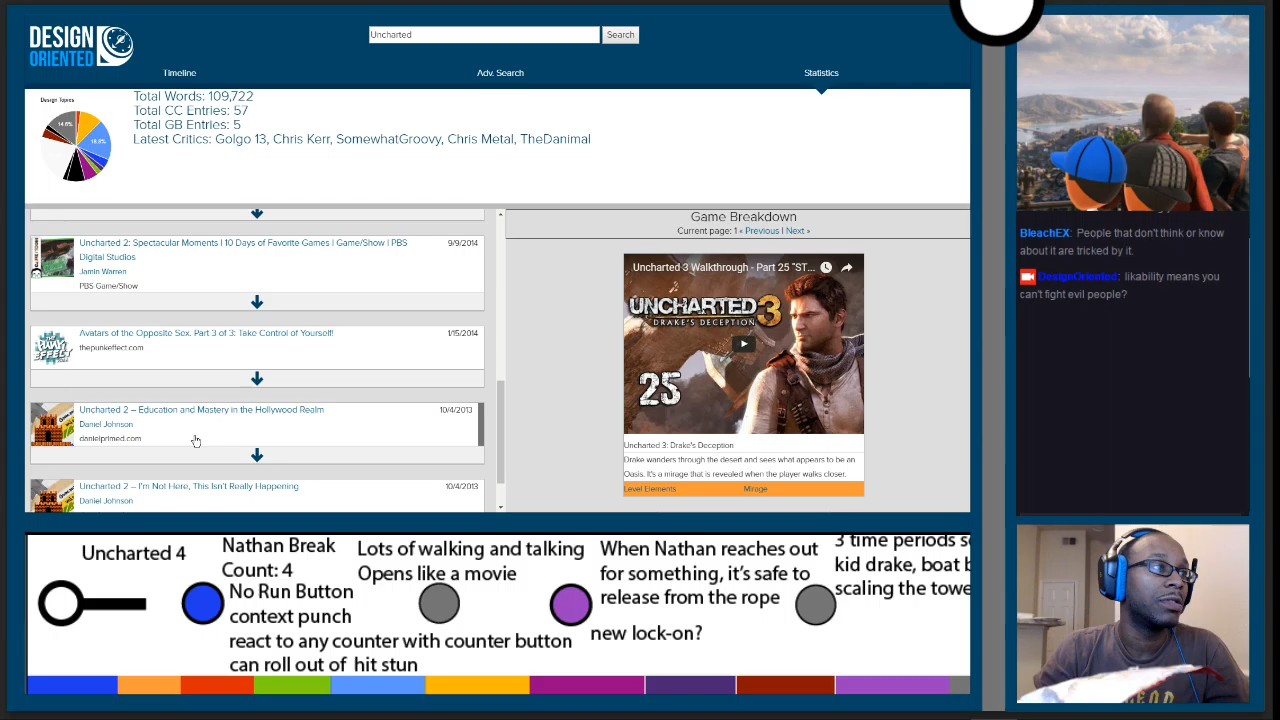 DESIGN
ORIENTED
Uncharted
Search
Timeline
Adv. Search
Statistics
Design Topics
14.6%
18.8%
Total Words: 109,722
Total CC Entries: 57
Total GB Entries: 5
Latest Critics: Golgo 13, Chris Kerr, SomewhatGroovy, Chris Metal, TheDanimal
Uncharted 2: Spectacular Moments | 10 Days of Favorite Games | Game/Show | PBS
9/9/2014
Digital Studios
Jamin Warren
PBS Game/Show
Avatars of the Opposite Sex. Part 3 of 3: Take Control of Yourself!
1/15/2014
thepunkeffect.com
Uncharted 2 – Education and Mastery in the Hollywood Realm
10/4/2013
Daniel Johnson
danielprimed.com
Uncharted 2 – I'm Not Here, This Isn't Really Happening
10/4/2013
Daniel Johnson
Game Breakdown
Current page: 1 « Previous | Next »
Uncharted 3 Walkthrough - Part 25 "ST...
UNCHARTED 3
DRAKE'S DECEPTION
25
Uncharted 3: Drake's Deception
Drake wanders through the desert and sees what appears to be an
Oasis. It's a mirage that is revealed when the player walks closer.
Level Elements
Mirage
BleachEX: People that don't think or know
about it are tricked by it.
DesignOriented: likability means you
can't fight evil people?
Uncharted 4
Nathan Break
Count: 4
No Run Button
context punch
react to any counter with counter button
can roll out of hit stun
Lots of walking and talking
Opens like a movie
When Nathan reaches out
for something, it's safe to
release from the rope
new lock-on?
3 time periods
kid drake, boat
scaling the